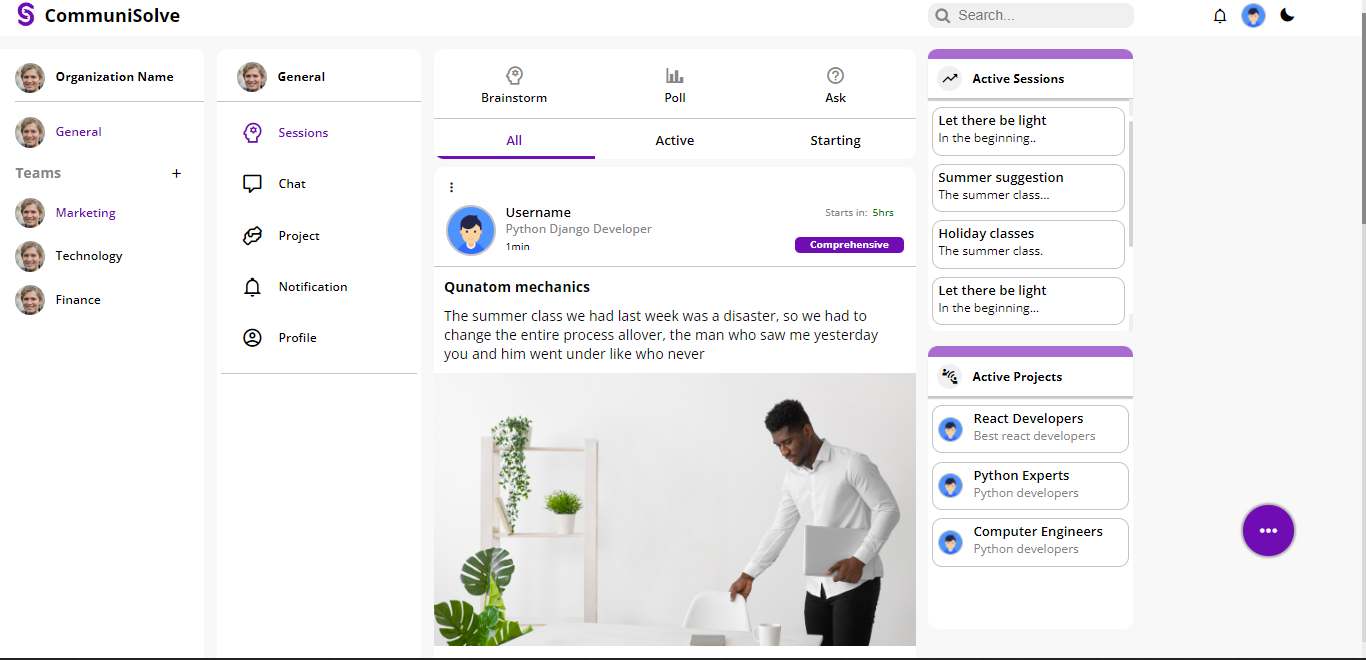 CommuniSolve
Search...
Organization Name
General
Teams +
Marketing
Technology
Finance
General
Sessions
Chat
Project
Notification
Profile
Brainstorm Poll Ask
All Active Starting
Username
Python Django Developer
1min
Starts in: 5hrs
Comprehensive
Qunatom mechanics
The summer class we had last week was a disaster, so we had to
change the entire process allover, the man who saw me yesterday
you and him went under like who never
Active Sessions
Let there be light
In the beginning..
Summer suggestion
The summer class...
Holiday classes
The summer class.
Let there be light
In the beginning...
Active Projects
React Developers
Best react developers
Python Experts
Python developers
Computer Engineers
Python developers